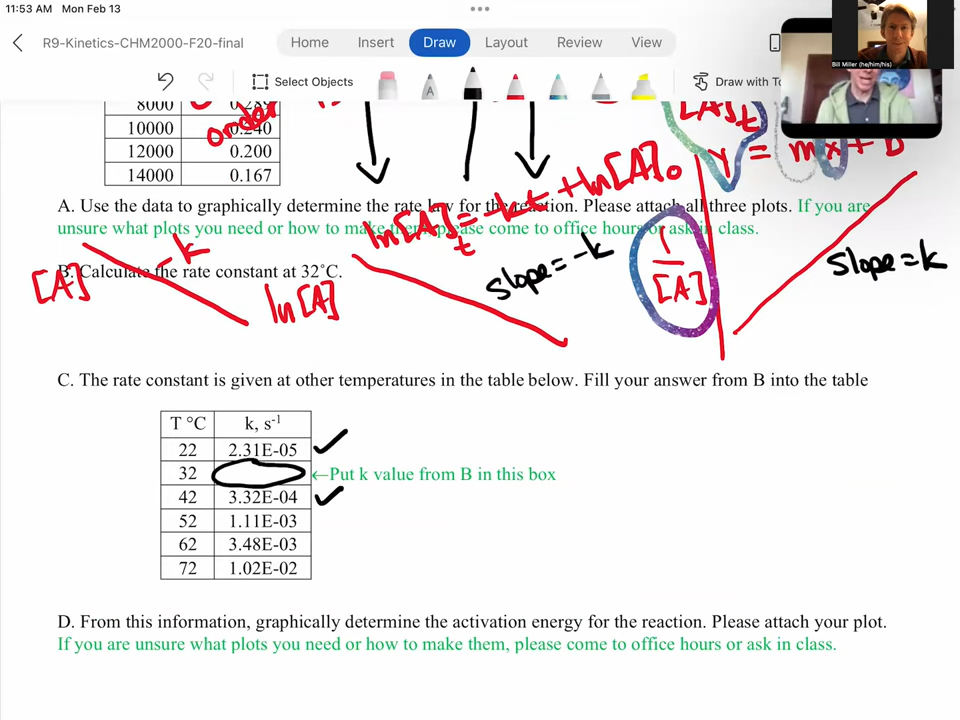 11:53 AM Mon Feb 13
R9-Kinetics-CHM2000-F20-final Home Insert Draw Layout Review View
Select Objects A Draw with To
Bill Miller (he/him/his)
8000 0.289
10000 0.240
12000 0.200
14000 0.167
order
[A]t
y = mx + b
A. Use the data to graphically determine the rate law for the reaction. Please attach all three plots. If you are
unsure what plots you need or how to make them, please come to office hours or ask in class.
ln[A]t = -kt + ln[A]o
B. Calculate the rate constant at 32˚C.
[A] -k
ln[A] slope = -k
1/[A] slope = k
C. The rate constant is given at other temperatures in the table below. Fill your answer from B into the table
T °C k, s⁻¹
22 2.31E-05 ✓
32 ←Put k value from B in this box
42 3.32E-04 ✓
52 1.11E-03
62 3.48E-03
72 1.02E-02
D. From this information, graphically determine the activation energy for the reaction. Please attach your plot.
If you are unsure what plots you need or how to make them, please come to office hours or ask in class.